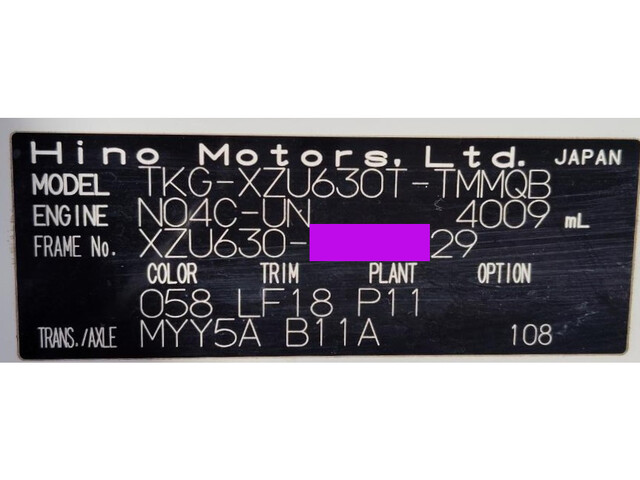 Hino Motors, Ltd. JAPAN
MODEL TKG-XZU630T-TMMQB
ENGINE N04C-UN 4009 mL
FRAME No. XZU630- 29
COLOR TRIM PLANT OPTION
058 LF18 P11
TRANS./AXLE MYY5A B11A 108